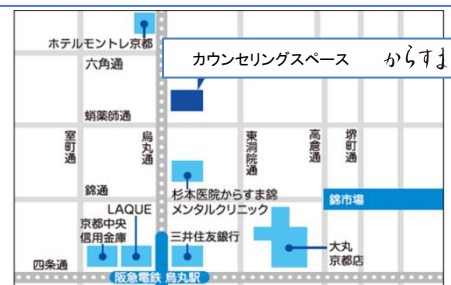 ホテルモントレ京都
カウンセリングスペース からすま
六角通
蛸薬師通
室町通
烏丸通
東洞院通
高倉通
堺町通
錦通
杉本医院からすま錦
メンタルクリニック
錦市場
LAQUE
京都中央
信用金庫
三井住友銀行
大丸
京都店
四条通
阪急電鉄 烏丸駅